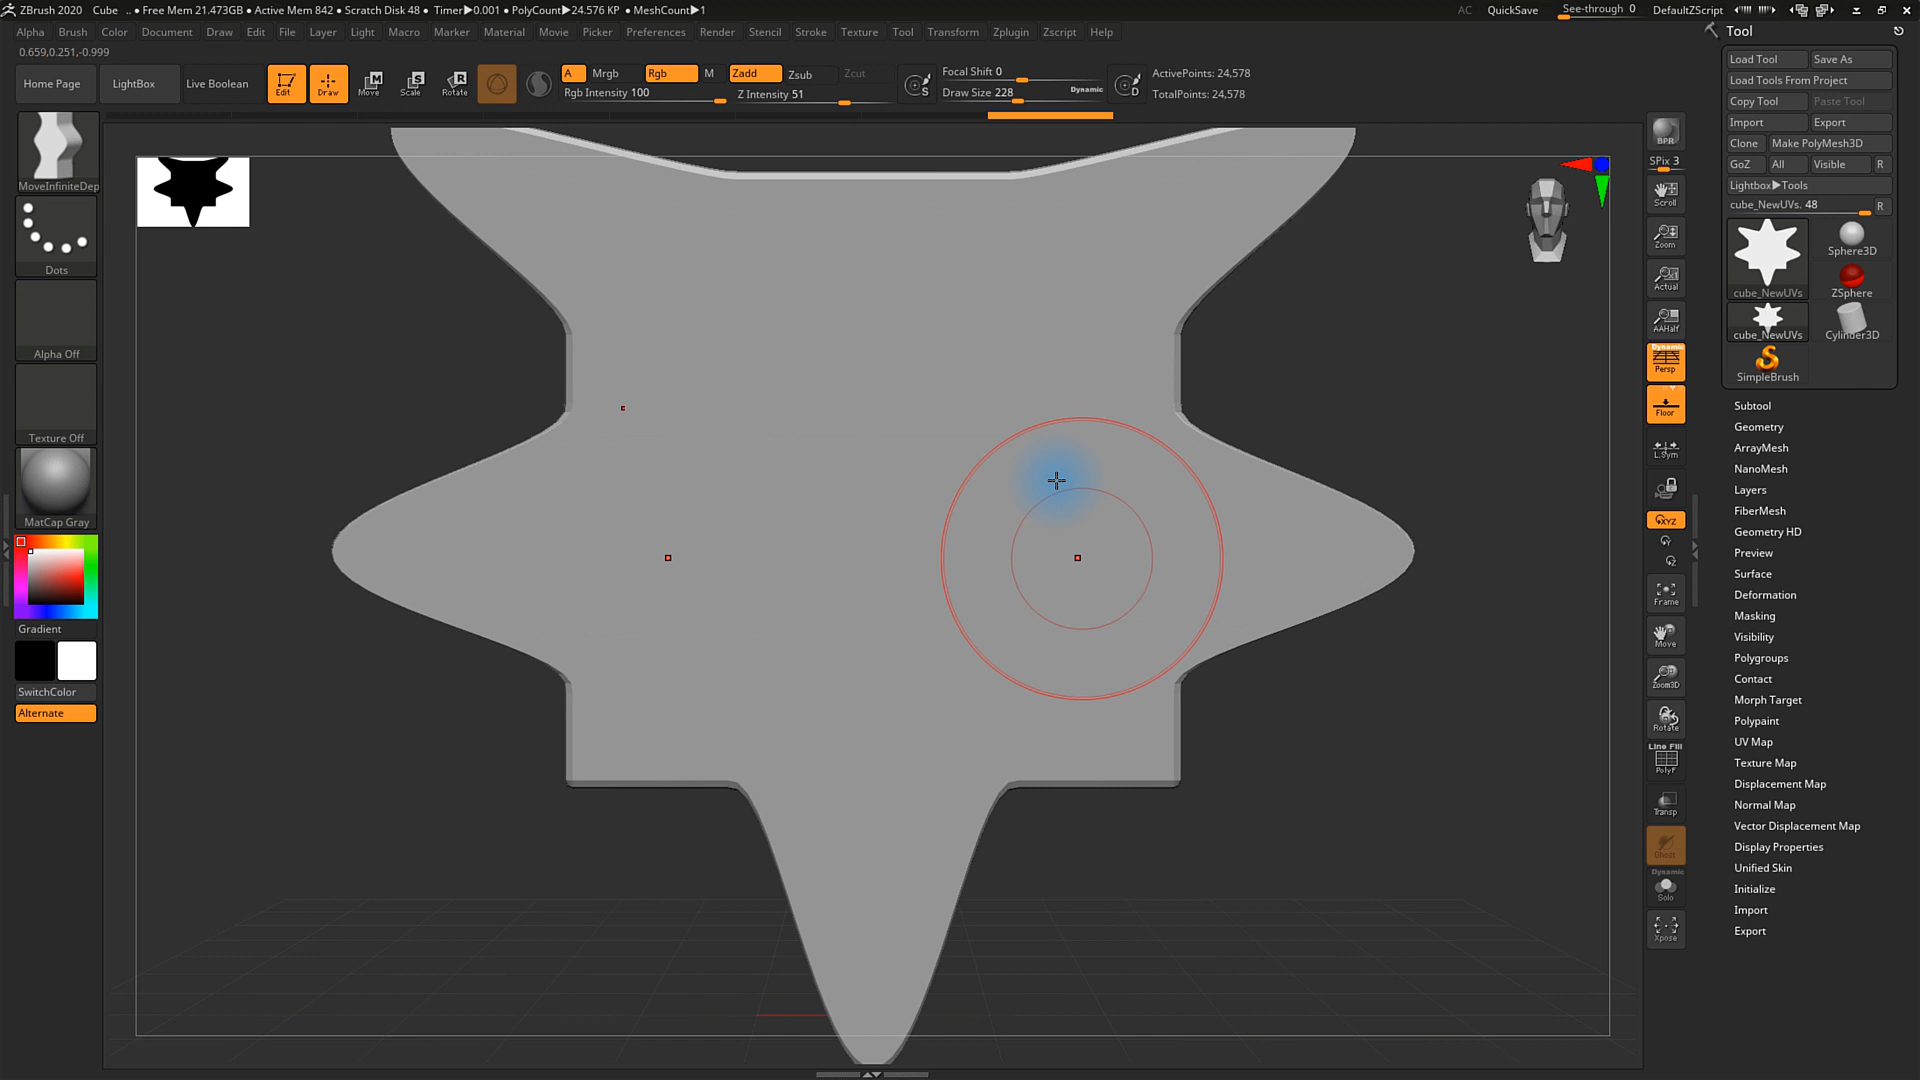 ZBrush 2020 Cube .. • Free Mem 21.473GB • Active Mem 842 • Scratch Disk 48 • Timer▶0.001 • PolyCount▶24.576 KP • MeshCount▶1 AC QuickSave See-through 0 DefaultZScript
Alpha Brush Color Document Draw Edit File Layer Light Macro Marker Material Movie Picker Preferences Render Stencil Stroke Texture Tool Transform Zplugin Zscript Help
0.659,0.251,-0.999
Home Page LightBox Live Boolean Edit Draw Move Scale Rotate
A Mrgb Rgb M Zadd Zsub Zcut
Rgb Intensity 100 Z Intensity 51
S Focal Shift 0
Draw Size 228 Dynamic D
ActivePoints: 24,578
TotalPoints: 24,578
MoveInfiniteDep
Dots
Alpha Off
Texture Off
MatCap Gray
Gradient
SwitchColor
Alternate
BPR
SPix 3
Scroll
Zoom
Actual
AAHalf
Dynamic
Persp
Floor
L.Sym
XYZ
Y
Z
Frame
Move
Zoom3D
Rotate
Line Fill
PolyF
Transp
Ghost
Dynamic
Solo
Xpose
Tool
Load Tool Save As
Load Tools From Project
Copy Tool Paste Tool
Import Export
Clone Make PolyMesh3D
GoZ All Visible R
Lightbox▶Tools
cube_NewUVs. 48 R
cube_NewUVs Sphere3D
ZSphere
cube_NewUVs Cylinder3D
SimpleBrush
Subtool
Geometry
ArrayMesh
NanoMesh
Layers
FiberMesh
Geometry HD
Preview
Surface
Deformation
Masking
Visibility
Polygroups
Contact
Morph Target
Polypaint
UV Map
Texture Map
Displacement Map
Normal Map
Vector Displacement Map
Display Properties
Unified Skin
Initialize
Import
Export